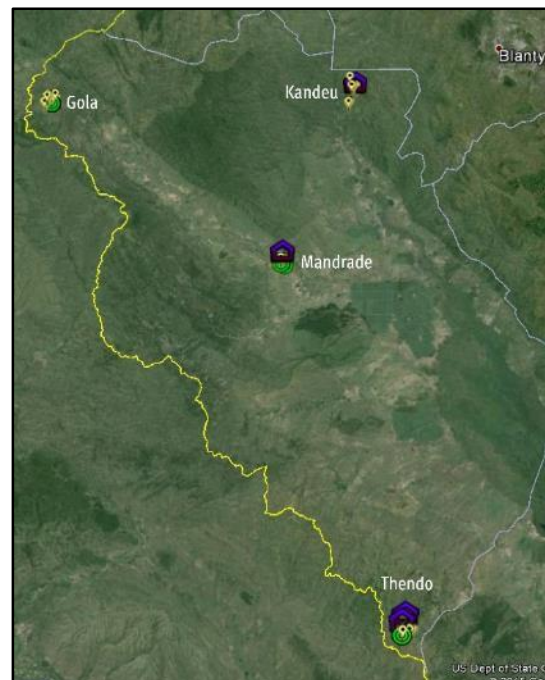 Blanty
Kandeu
Gola
Mandrade
Thendo
US Dept of State G